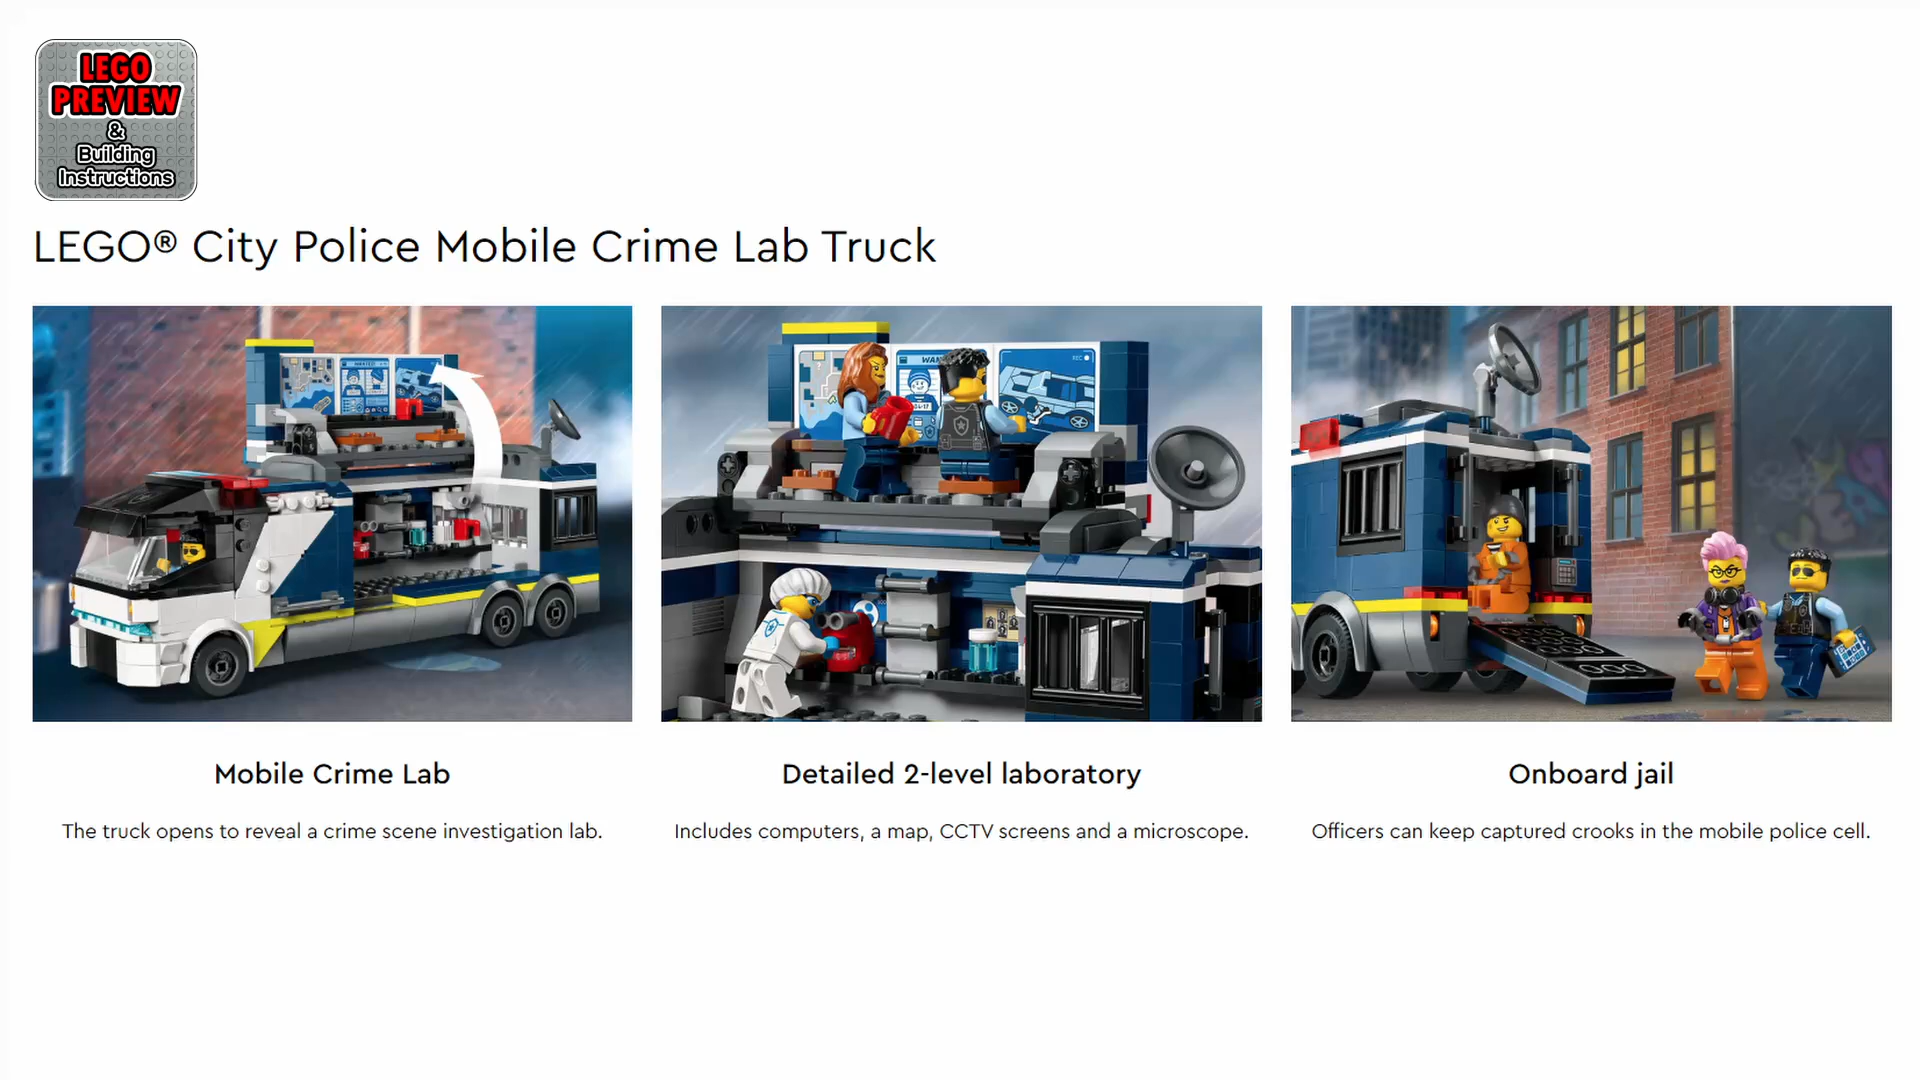 LEGO
PREVIEW
&
Building
Instructions
LEGO® City Police Mobile Crime Lab Truck
WAN
REC
Mobile Crime Lab
Detailed 2-level laboratory
Onboard jail
The truck opens to reveal a crime scene investigation lab.
Includes computers, a map, CCTV screens and a microscope.
Officers can keep captured crooks in the mobile police cell.